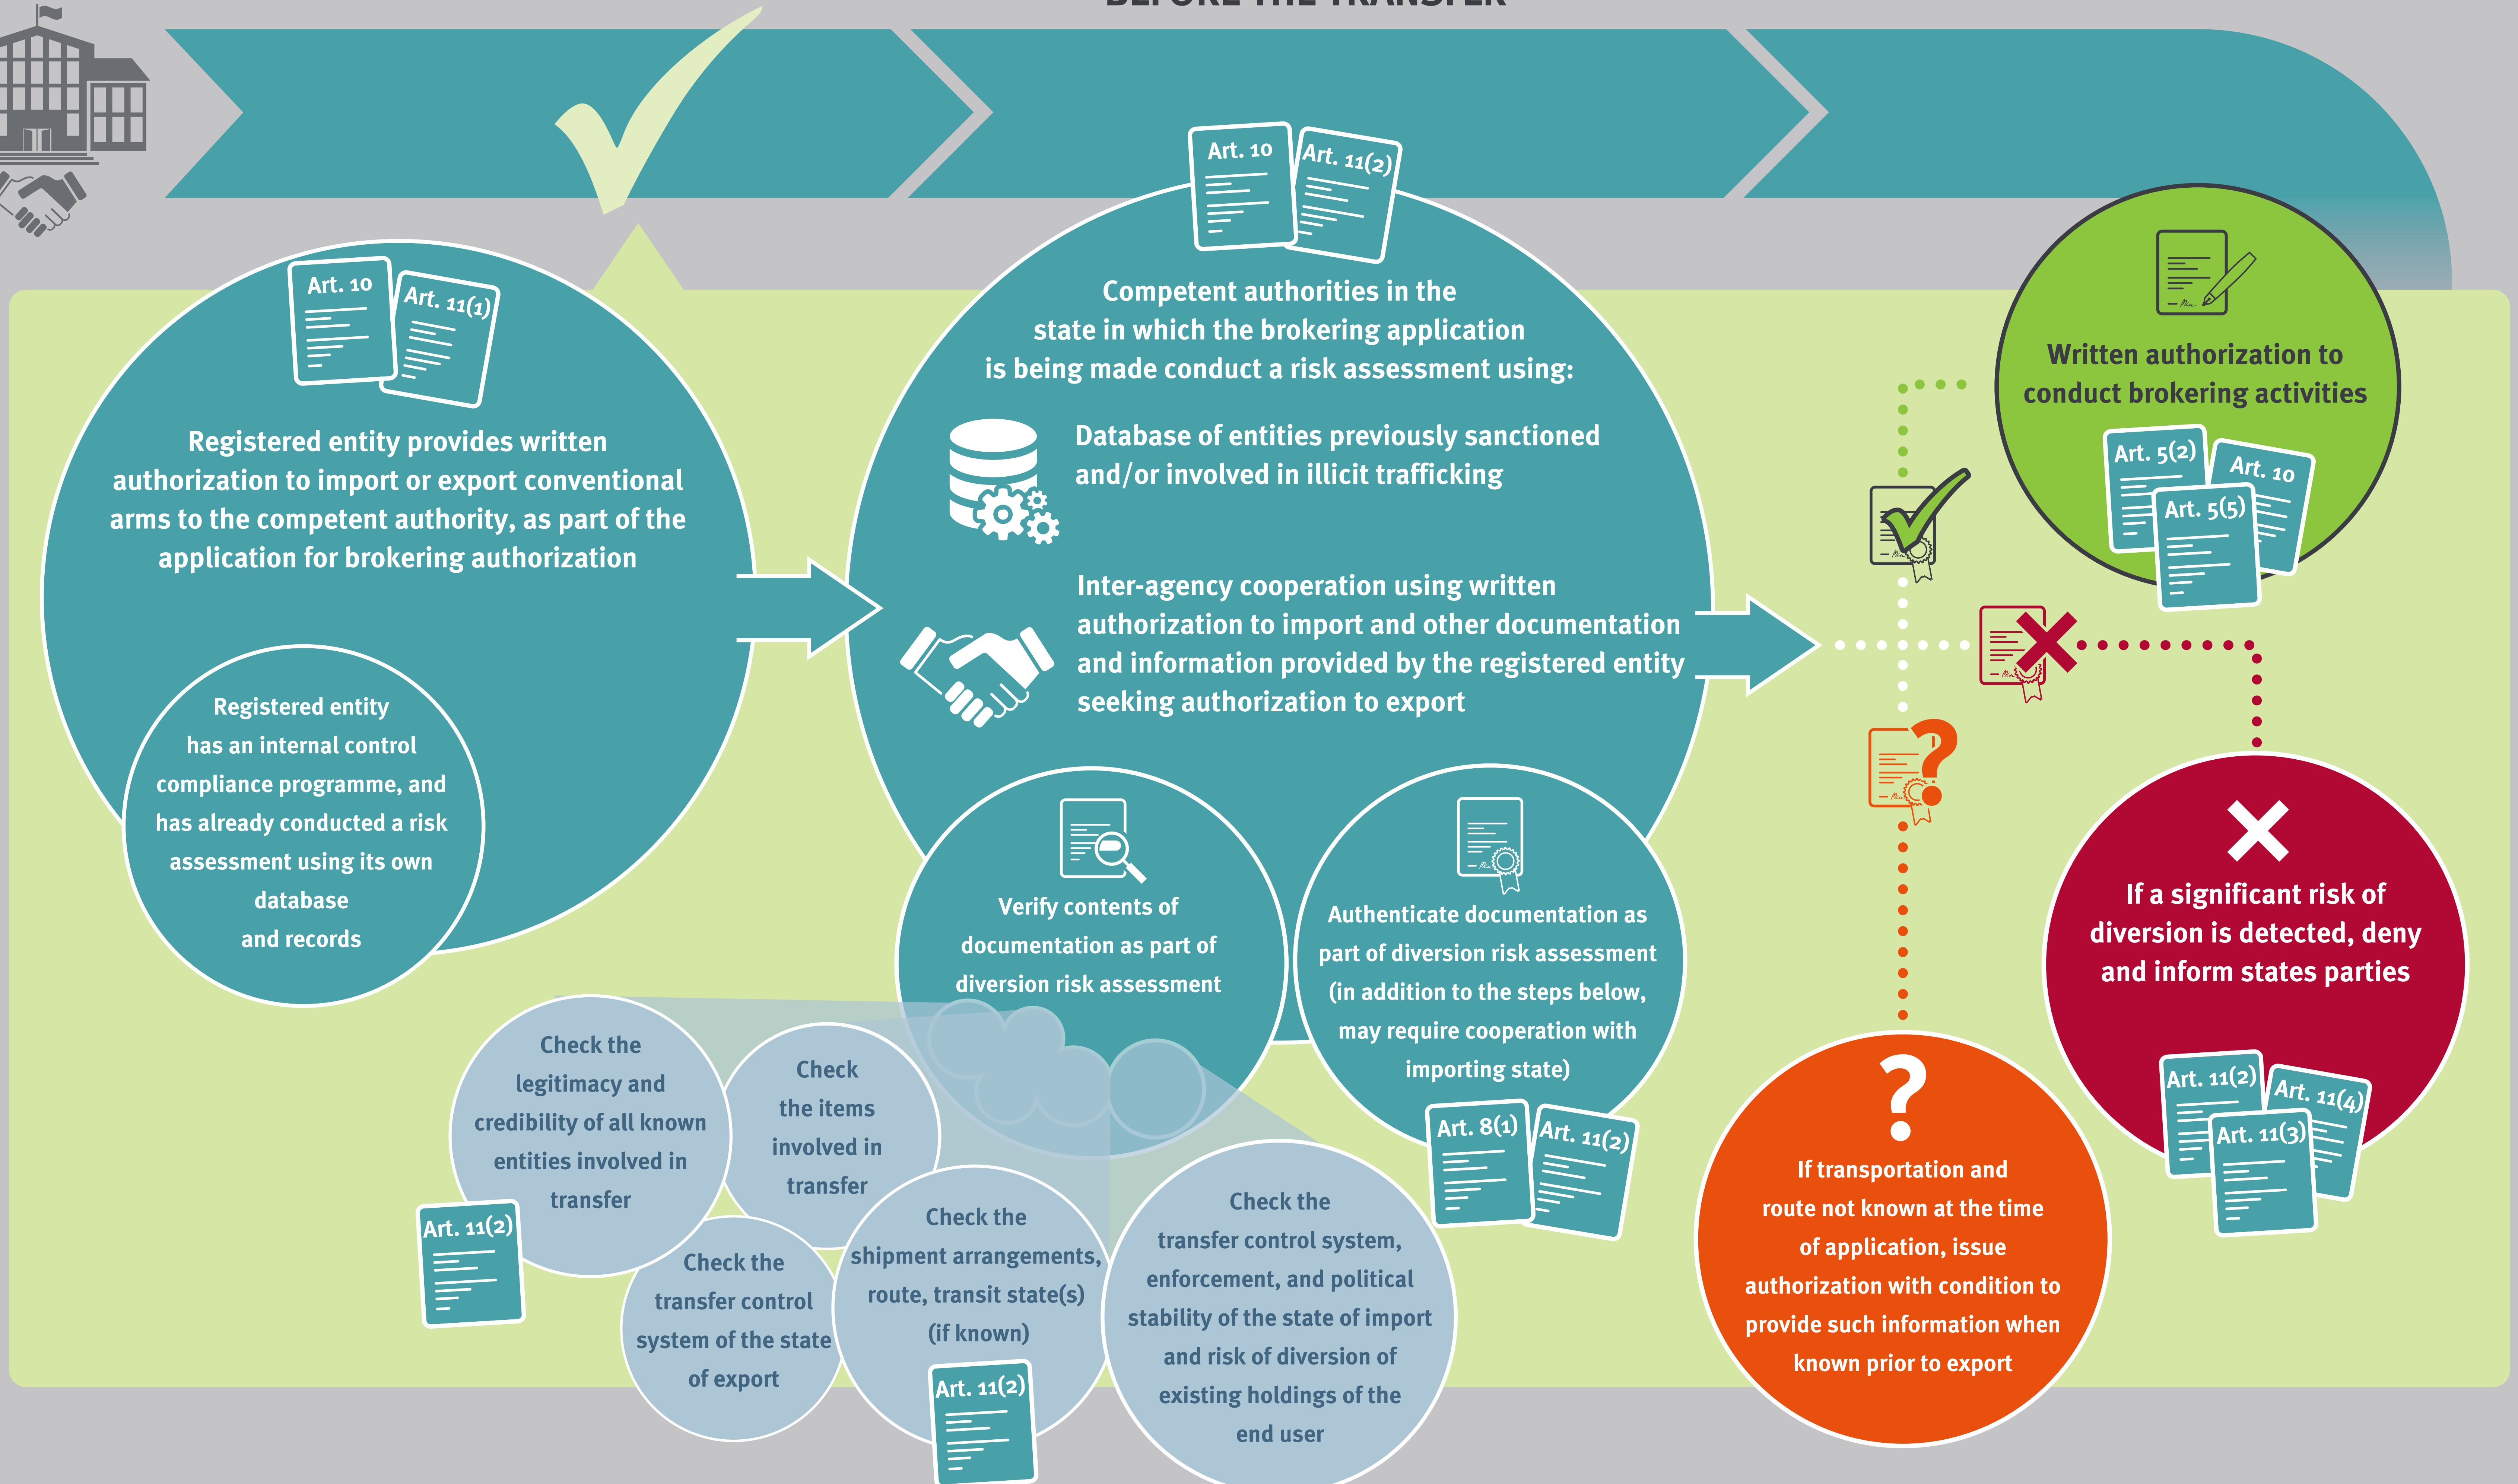 BEFORE THE TRANSFER
Art. 10
Art. 11(1)
Registered entity provides written
authorization to import or export conventional
arms to the competent authority, as part of the
application for brokering authorization
Registered entity
has an internal control
compliance programme, and
has already conducted a risk
assessment using its own
database
and records
Art. 10
Art. 11(2)
Competent authorities in the
state in which the brokering application
is being made conduct a risk assessment using:
Database of entities previously sanctioned
and/or involved in illicit trafficking
Inter-agency cooperation using written
authorization to import and other documentation
and information provided by the registered entity
seeking authorization to export
Verify contents of
documentation as part of
diversion risk assessment
Authenticate documentation as
part of diversion risk assessment
(in addition to the steps below,
may require cooperation with
importing state)
Art. 8(1)
Art. 11(2)
Check the
legitimacy and
credibility of all known
entities involved in
transfer
Art. 11(2)
Check
the items
involved in
transfer
Check the
transfer control
system of the state
of export
Check the
shipment arrangements,
route, transit state(s)
(if known)
Art. 11(2)
Check the
transfer control system,
enforcement, and political
stability of the state of import
and risk of diversion of
existing holdings of the
end user
Written authorization to
conduct brokering activities
Art. 5(2)
Art. 10
Art. 5(5)
If a significant risk of
diversion is detected, deny
and inform states parties
Art. 11(2)
Art. 11(4)
Art. 11(3)
?
If transportation and
route not known at the time
of application, issue
authorization with condition to
provide such information when
known prior to export